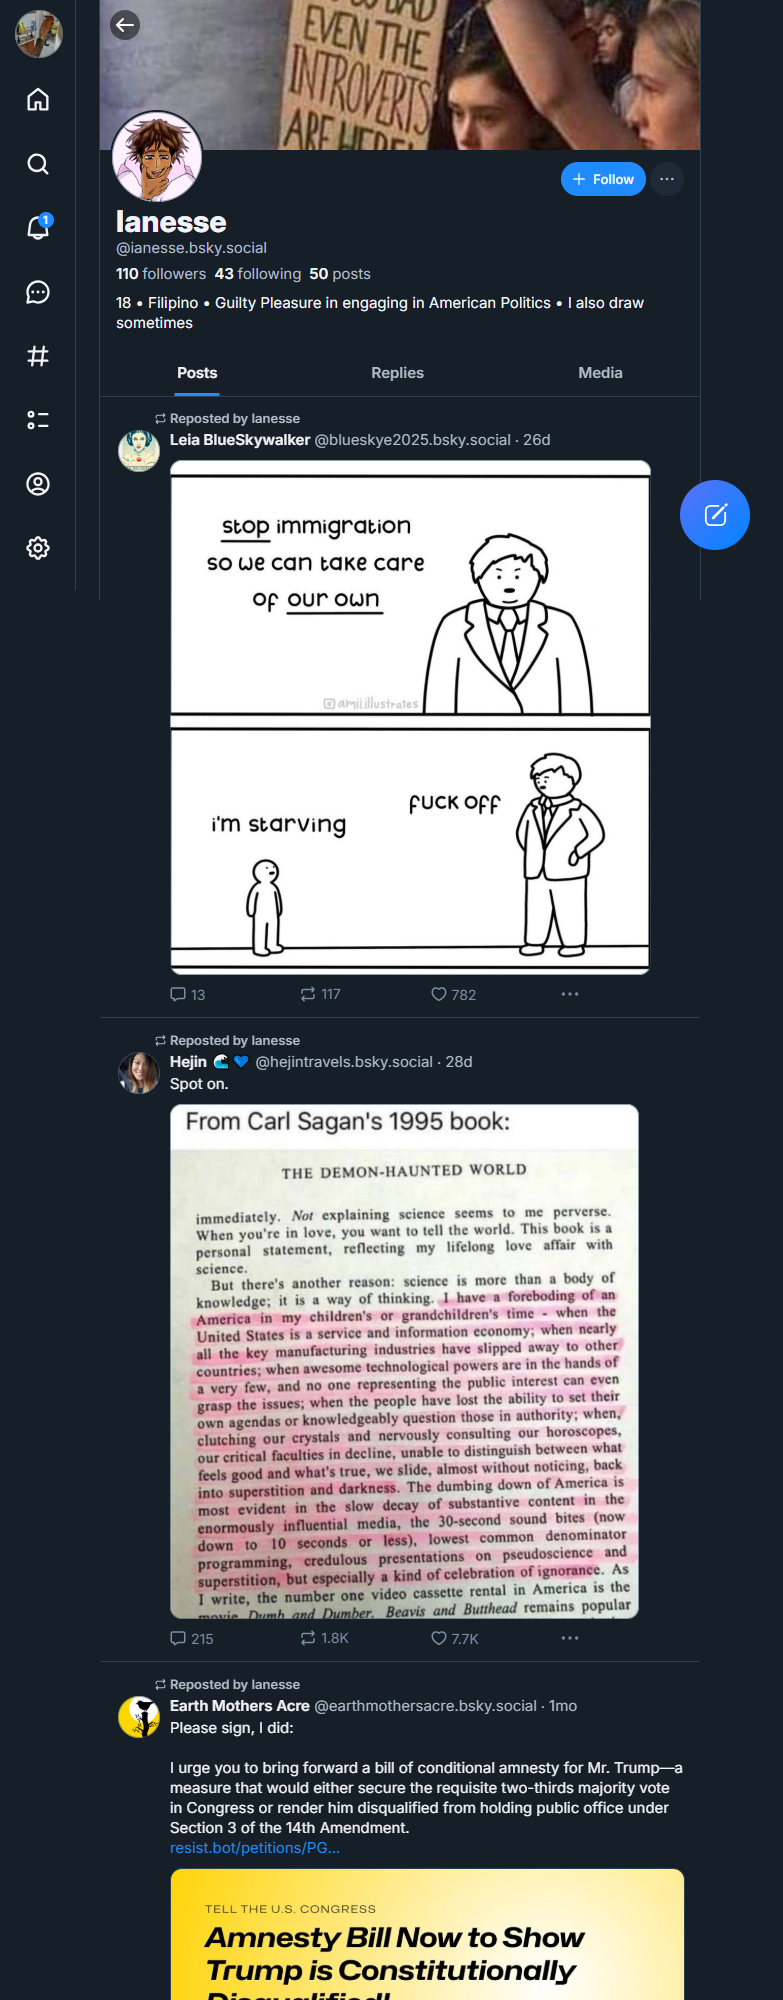 SO BAD
EVEN THE
INTROVERTS
ARE HERE!
Follow
Ianesse
@ianesse.bsky.social
110 followers 43 following 50 posts
18 • Filipino • Guilty Pleasure in engaging in American Politics • I also draw
sometimes
Posts Replies Media
1
Reposted by Ianesse
Leia BlueSkywalker @blueskye2025.bsky.social · 26d
stop immigration
so we can take care
of our own
amii.illustrates
i'm starving
FUCK OFF
13 117 782
Reposted by Ianesse
Hejin @hejintravels.bsky.social · 28d
Spot on.
From Carl Sagan's 1995 book:
THE DEMON-HAUNTED WORLD
immediately. Not explaining science seems to me perverse.
When you're in love, you want to tell the world. This book is a
personal statement, reflecting my lifelong love affair with
science.
But there's another reason: science is more than a body of
knowledge; it is a way of thinking. I have a foreboding of an
America in my children's or grandchildren's time - when the
United States is a service and information economy; when nearly
all the key manufacturing industries have slipped away to other
countries; when awesome technological powers are in the hands of
a very few, and no one representing the public interest can even
grasp the issues; when the people have lost the ability to set their
own agendas or knowledgeably question those in authority; when,
clutching our crystals and nervously consulting our horoscopes,
our critical faculties in decline, unable to distinguish between what
feels good and what's true, we slide, almost without noticing, back
into superstition and darkness. The dumbing down of America is
most evident in the slow decay of substantive content in the
enormously influential media, the 30-second sound bites (now
down to 10 seconds or less), lowest common denominator
programming, credulous presentations on pseudoscience and
superstition, but especially a kind of celebration of ignorance. As
I write, the number one video cassette rental in America is the
movie Dumb and Dumber. Beavis and Butthead remains popular
215 1.8K 7.7K
Reposted by Ianesse
Earth Mothers Acre @earthmothersacre.bsky.social · 1mo
Please sign, I did:
I urge you to bring forward a bill of conditional amnesty for Mr. Trump—a
measure that would either secure the requisite two-thirds majority vote
in Congress or render him disqualified from holding public office under
Section 3 of the 14th Amendment.
resist.bot/petitions/PG...
TELL THE U.S. CONGRESS
Amnesty Bill Now to Show
Trump is Constitutionally
Disqualified!